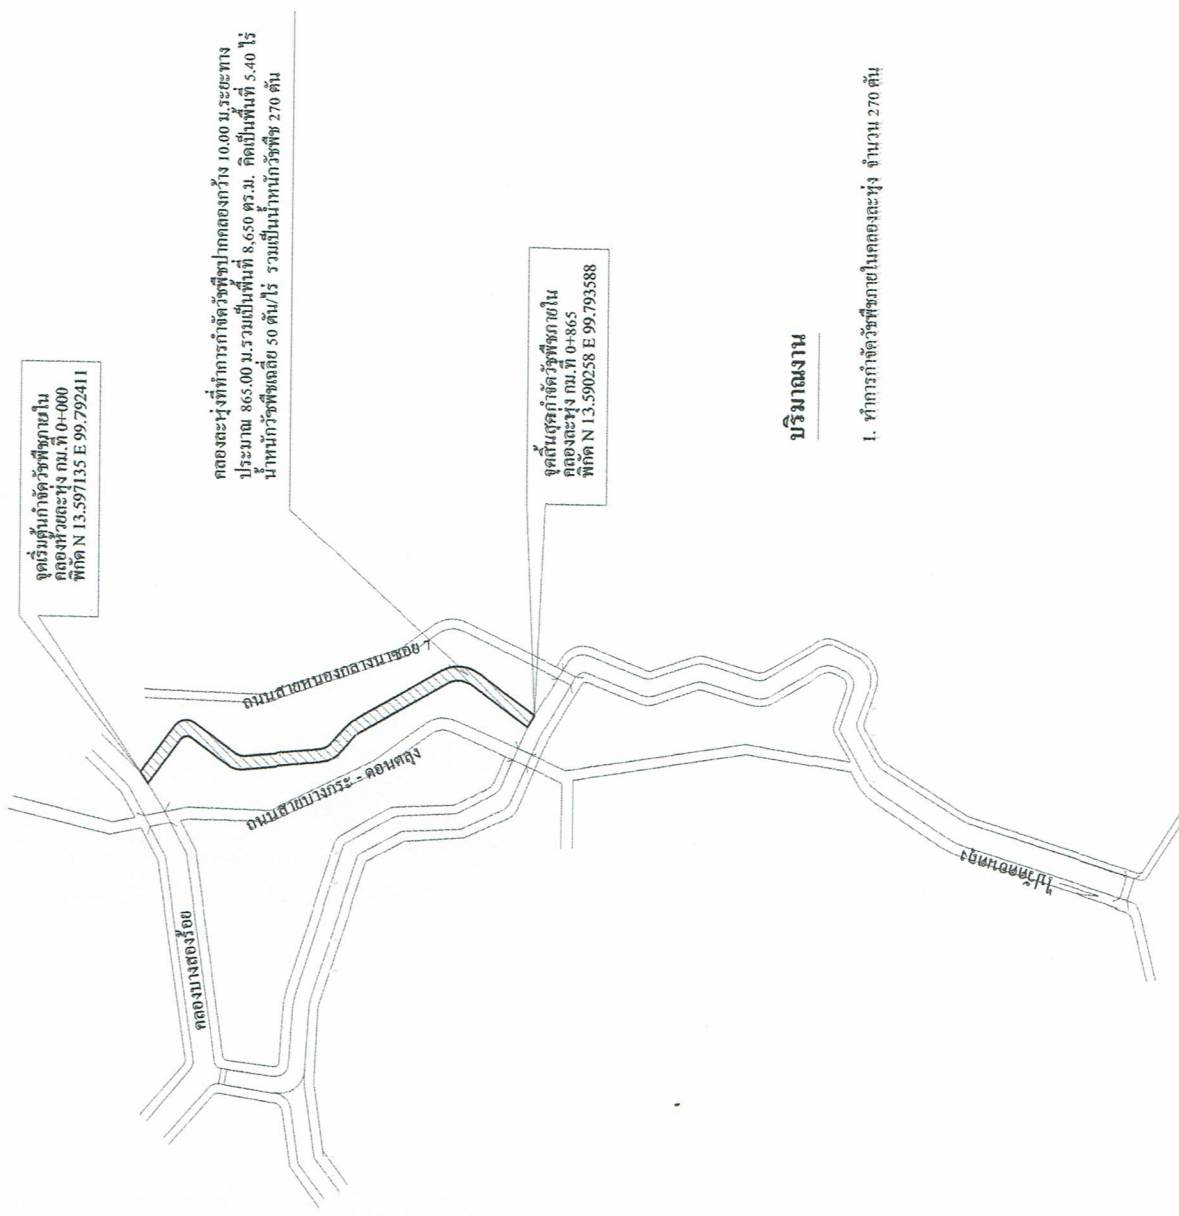 จุดเริ่มต้นกำจัดวัชพืชภายใน
คลองห้วยละหุ่ง กม.ที่ 0+000
พิกัด N 13.597135 E 99.792411
คลองละหุ่งที่ทำการกำจัดวัชพืชปากคลองกว้าง 10.00 ม.ระยะทาง
ประมาณ 865.00 ม.รวมเป็นพื้นที่ 8,650 ตร.ม. คิดเป็นพื้นที่ 5.40 ไร่
น้ำหนักวัชพืชเฉลี่ย 50 ตัน/ไร่ รวมเป็นน้ำหนักวัชพืช 270 ตัน
จุดสิ้นสุดกำจัดวัชพืชภายใน
คลองละหุ่ง กม.ที่ 0+865
พิกัด N 13.590258 E 99.793588
ปริมาณงาน
1. ทำการกำจัดวัชพืชภายในคลองละหุ่ง จำนวน 270 ตัน
ถนนสายหนองกลางนาซอย 7
ถนนสายบางกระ - ดอนคลุง
คลองบางสองร้อย